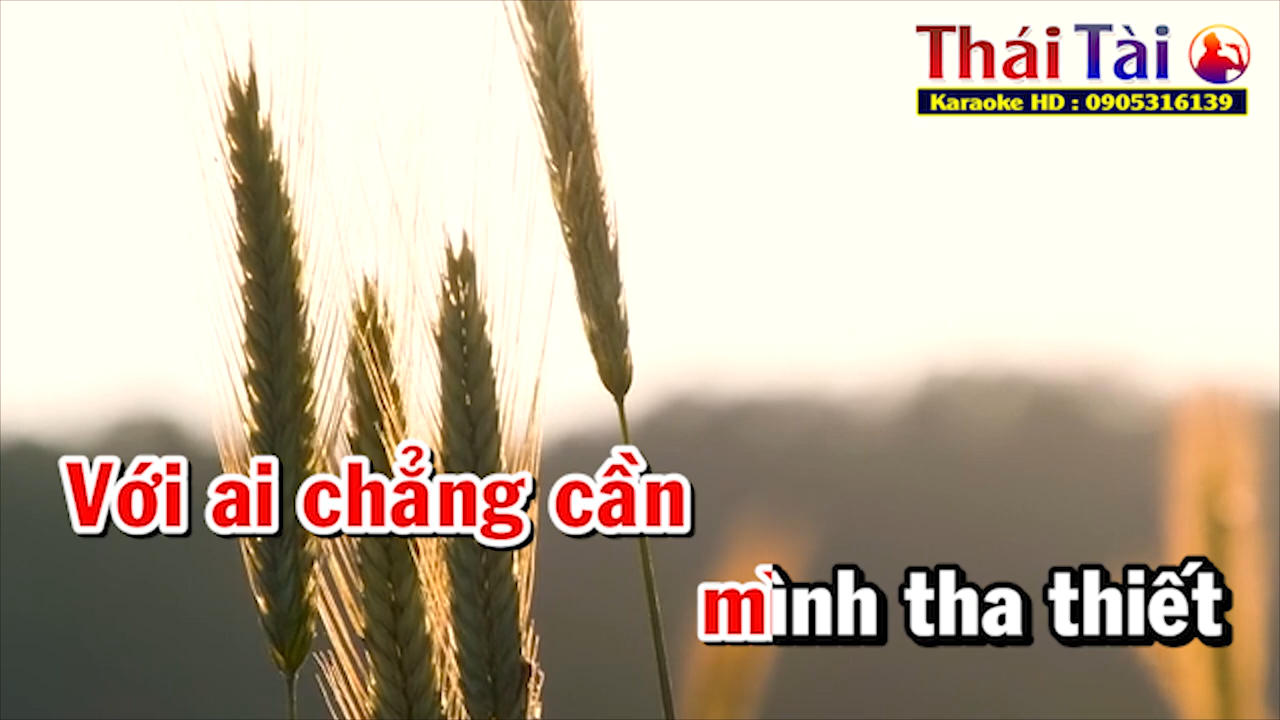 Thái Tài
Karaoke HD : 0905316139
Với ai chẳng cần
mình tha thiết